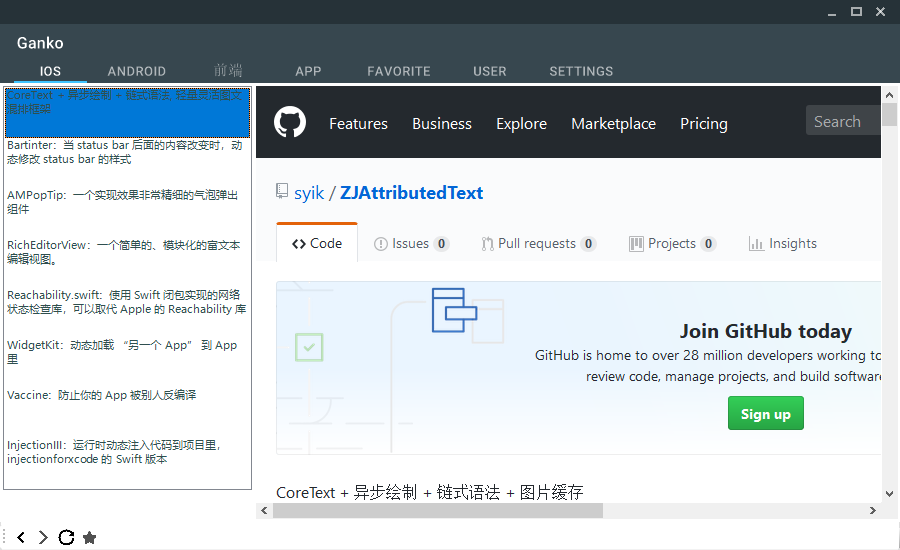 Ganko
IOS ANDROID 前端 APP FAVORITE USER SETTINGS
CoreText + 异步绘制 + 链式语法, 轻量灵活图文
混排框架
Bartinter：当 status bar 后面的内容改变时，动
态修改 status bar 的样式
AMPopTip：一个实现效果非常精细的气泡弹出
组件
RichEditorView：一个简单的、模块化的富文本
编辑视图。
Reachability.swift：使用 Swift 闭包实现的网络
状态检查库，可以取代 Apple 的 Reachability 库
WidgetKit：动态加载 “另一个 App” 到 App
里
Vaccine：防止你的 App 被别人反编译
InjectionIII：运行时动态注入代码到项目里，
injectionforxcode 的 Swift 版本
Features Business Explore Marketplace Pricing Search
syik / ZJAttributedText
Code Issues 0 Pull requests 0 Projects 0 Insights
Join GitHub today
GitHub is home to over 28 million developers working to
review code, manage projects, and build software
Sign up
CoreText + 异步绘制 + 链式语法 + 图片缓存